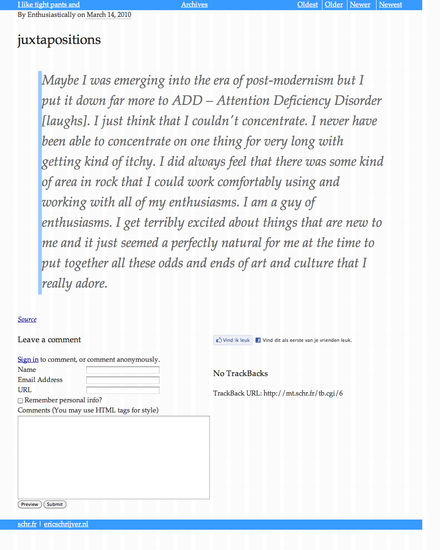 I like tight pants and Archives Oldest Older Newer Newest
By Enthusiastically on March 14, 2010
juxtapositions
Maybe I was emerging into the era of post-modernism but I
put it down far more to ADD – Attention Deficiency Disorder
[laughs]. I just think that I couldn't concentrate. I never have
been able to concentrate on one thing for very long with
getting kind of itchy. I did always feel that there was some kind
of area in rock that I could work comfortably using and
working with all of my enthusiasms. I am a guy of
enthusiasms. I get terribly excited about things that are new to
me and it just seemed a perfectly natural for me at the time to
put together all these odds and ends of art and culture that I
really adore.
Source
Leave a comment
Sign in to comment, or comment anonymously.
Name
Email Address
URL
Remember personal info?
Comments (You may use HTML tags for style)
Preview Submit
Vind ik leuk Vind dit als eerste van je vrienden leuk.
No TrackBacks
TrackBack URL: http://mt.schr.fr/tb.cgi/6
schr.fr | ericschrijver.nl